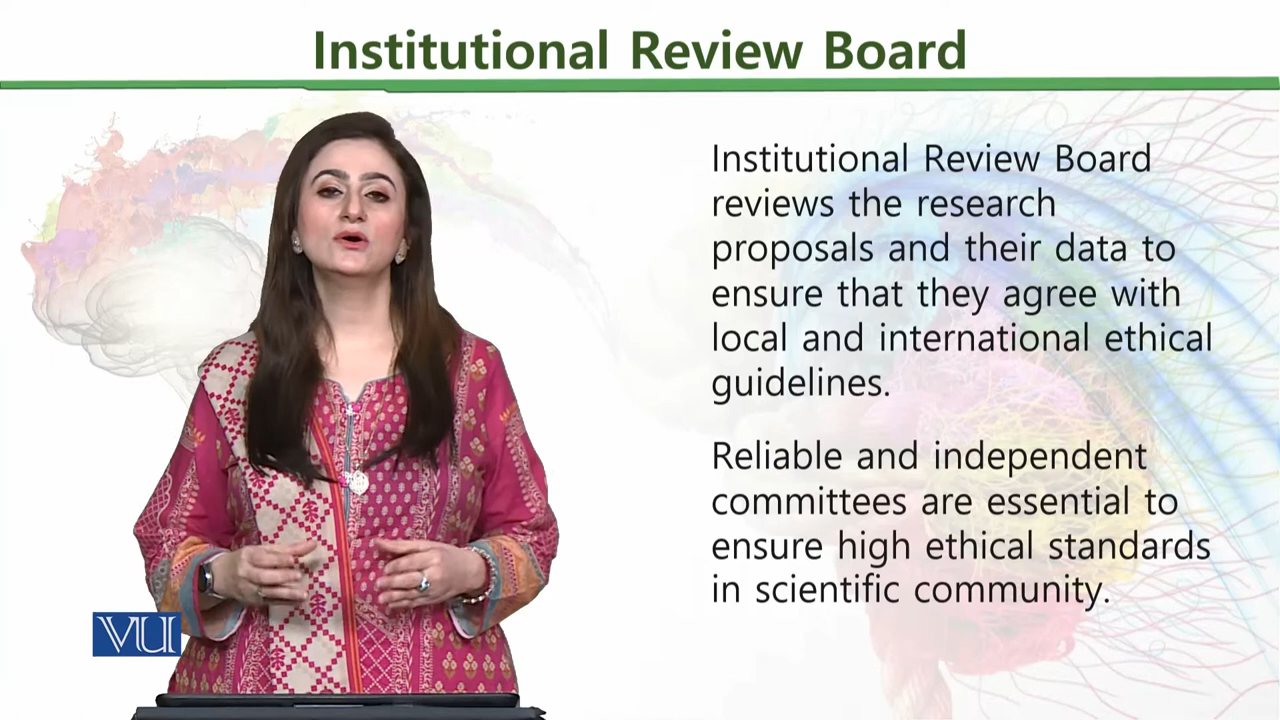 Institutional Review Board
Institutional Review Board
reviews the research
proposals and their data to
ensure that they agree with
local and international ethical
guidelines.
Reliable and independent
committees are essential to
ensure high ethical standards
in scientific community.
VU